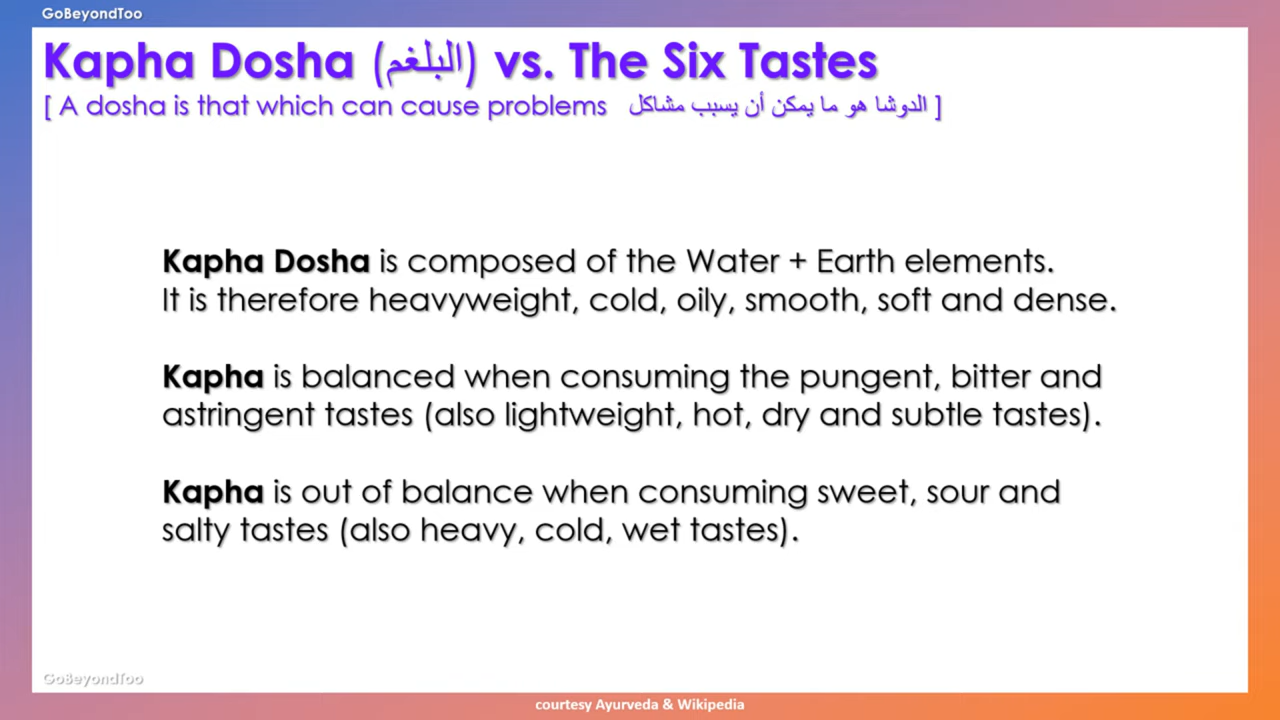 GoBeyondToo
Kapha Dosha (البلغم) vs. The Six Tastes
[ A dosha is that which can cause problems الدوشا هو ما يمكن أن يسبب مشاكل ]
Kapha Dosha is composed of the Water + Earth elements.
It is therefore heavyweight, cold, oily, smooth, soft and dense.
Kapha is balanced when consuming the pungent, bitter and
astringent tastes (also lightweight, hot, dry and subtle tastes).
Kapha is out of balance when consuming sweet, sour and
salty tastes (also heavy, cold, wet tastes).
GoBeyondToo
courtesy Ayurveda & Wikipedia